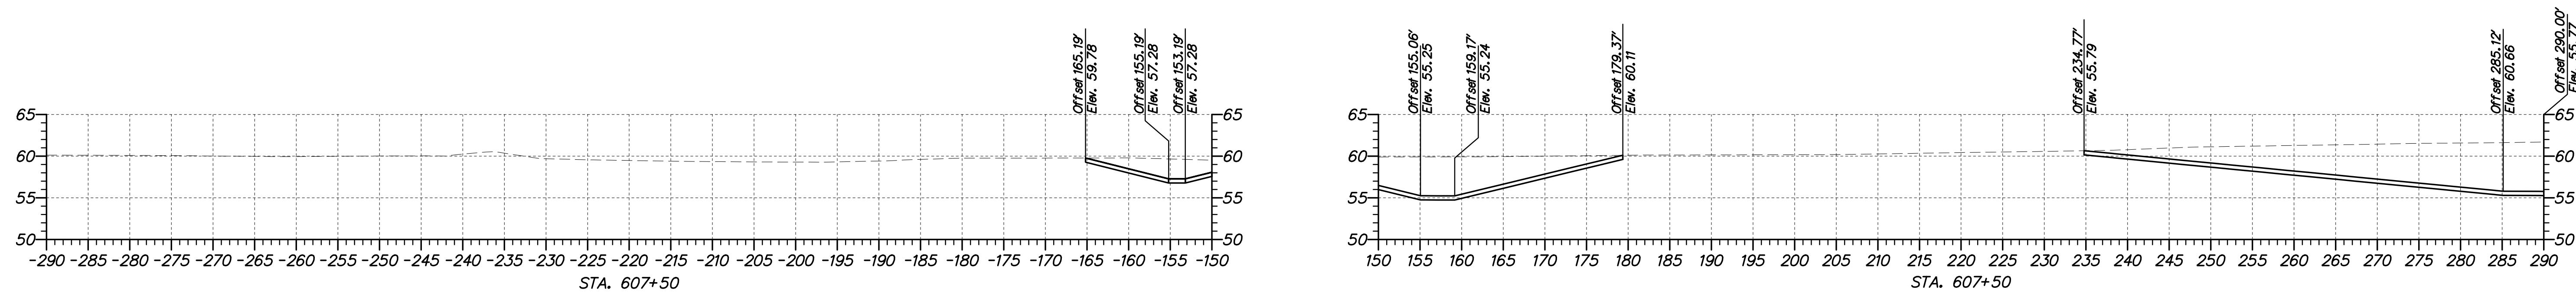 Offset 165.19'
Elev. 59.78
Offset 155.19'
Elev. 57.28
Offset 153.19'
Elev. 57.28
65 65
60 60
55 55
50 50
-290 -285 -280 -275 -270 -265 -260 -255 -250 -245 -240 -235 -230 -225 -220 -215 -210 -205 -200 -195 -190 -185 -180 -175 -170 -165 -160 -155 -150
STA. 607+50
Offset 155.06'
Elev. 55.25
Offset 159.17'
Elev. 55.24
Offset 179.37'
Elev. 60.11
Offset 234.77'
Elev. 55.79
Offset 285.12'
Elev. 60.66
Offset 290.00'
Elev. 55.77
65 65
60 60
55 55
50 50
150 155 160 165 170 175 180 185 190 195 200 205 210 215 220 225 230 235 240 245 250 255 260 265 270 275 280 285 290
STA. 607+50